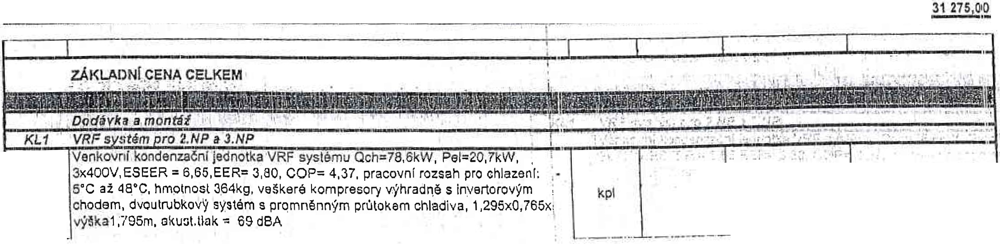 31 275,00
ZÁKLADNÍ CENA CELKEM
Dodávka a montáž
KL1 VRF systém pro 2.NP a 3.NP
Venkovní kondenzační jednotka VRF systému Qch=78,6kW, Pel=20,7kW,
3x400V, ESEER = 6,65, EER= 3,80, COP= 4,37, pracovní rozsah pro chlazení:
5°C až 48°C, hmotnost 364kg, veškeré kompresory výhradně s invertorovým
kpl
chodem, dvoutrubkový systém s promněnným průtokem chladiva, 1,295x0,765x
výška1,795m, akust.tlak = 69 dBA